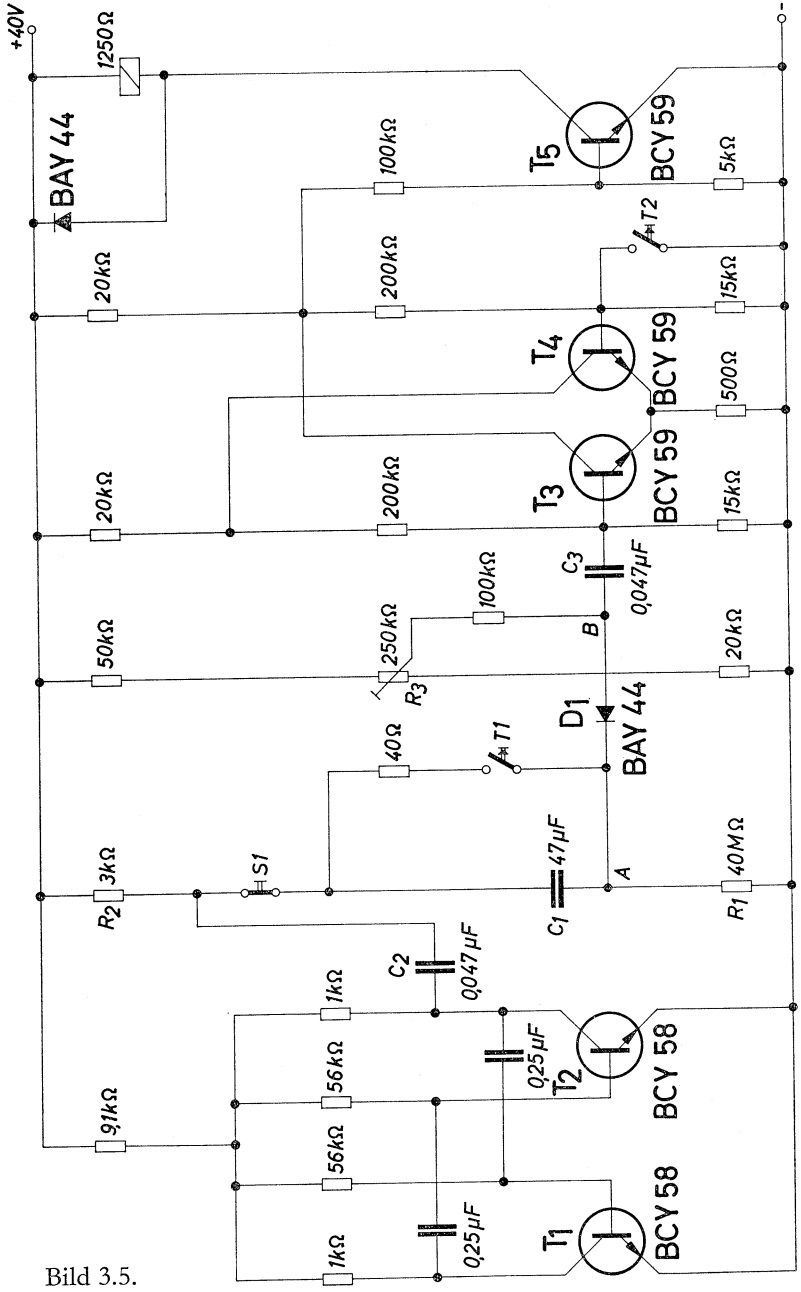 +40V
1250Ω
BAY 44
20kΩ
20kΩ
50kΩ
R2
3kΩ
9,1kΩ
100kΩ
200kΩ
200kΩ
250kΩ
R3
100kΩ
40Ω
T1
S1
C1
47µF
A
D1
BAY 44
B
C3
0,047µF
T3
BCY 59
T4
BCY 59
T2
T5
BCY 59
5kΩ
15kΩ
500Ω
15kΩ
20kΩ
R1
40MΩ
C2
0,047µF
1kΩ
56kΩ
56kΩ
1kΩ
0,25µF
0,25µF
T2
BCY 58
T1
BCY 58
-
Bild 3.5.